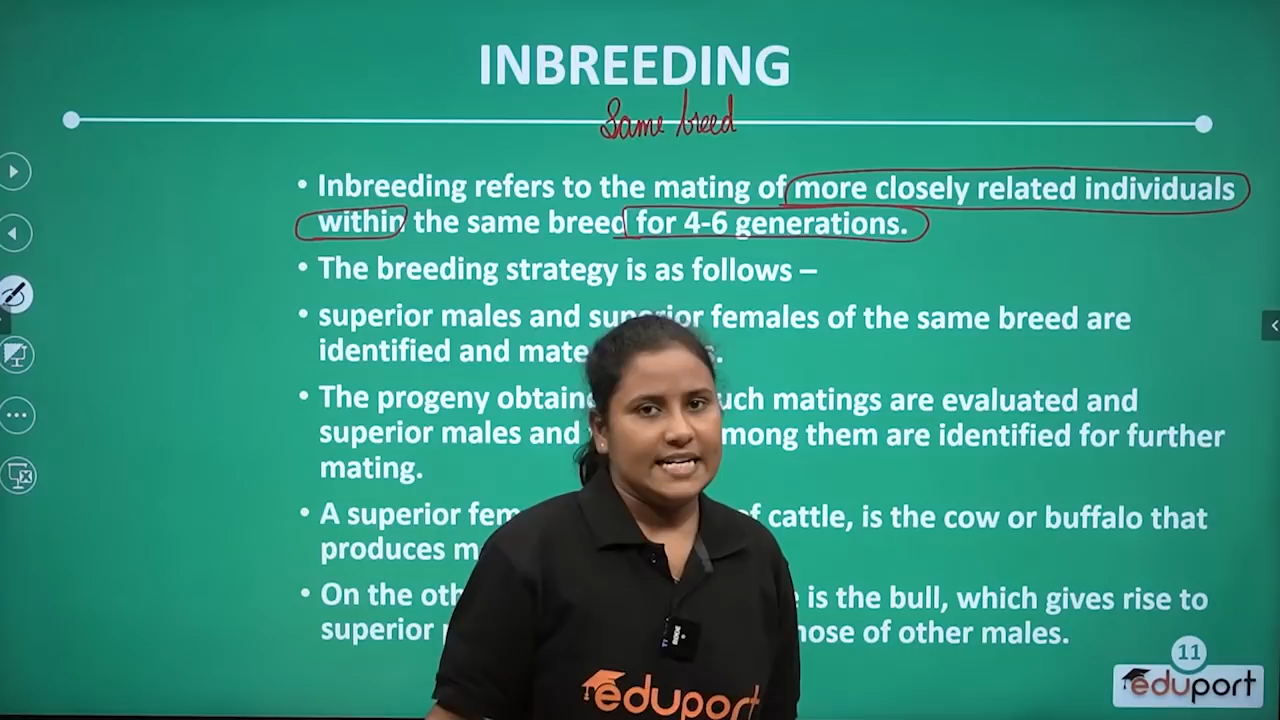 INBREEDING
Same breed
• Inbreeding refers to the mating of more closely related individuals
within the same breed for 4-6 generations.
• The breeding strategy is as follows –
• superior males and superior females of the same breed are
identified and mate s.
• The progeny obtaine uch matings are evaluated and
superior males and mong them are identified for further
mating.
• A superior fem of cattle, is the cow or buffalo that
produces m
• On the oth is the bull, which gives rise to
superior hose of other males.
11
eduport
eduport